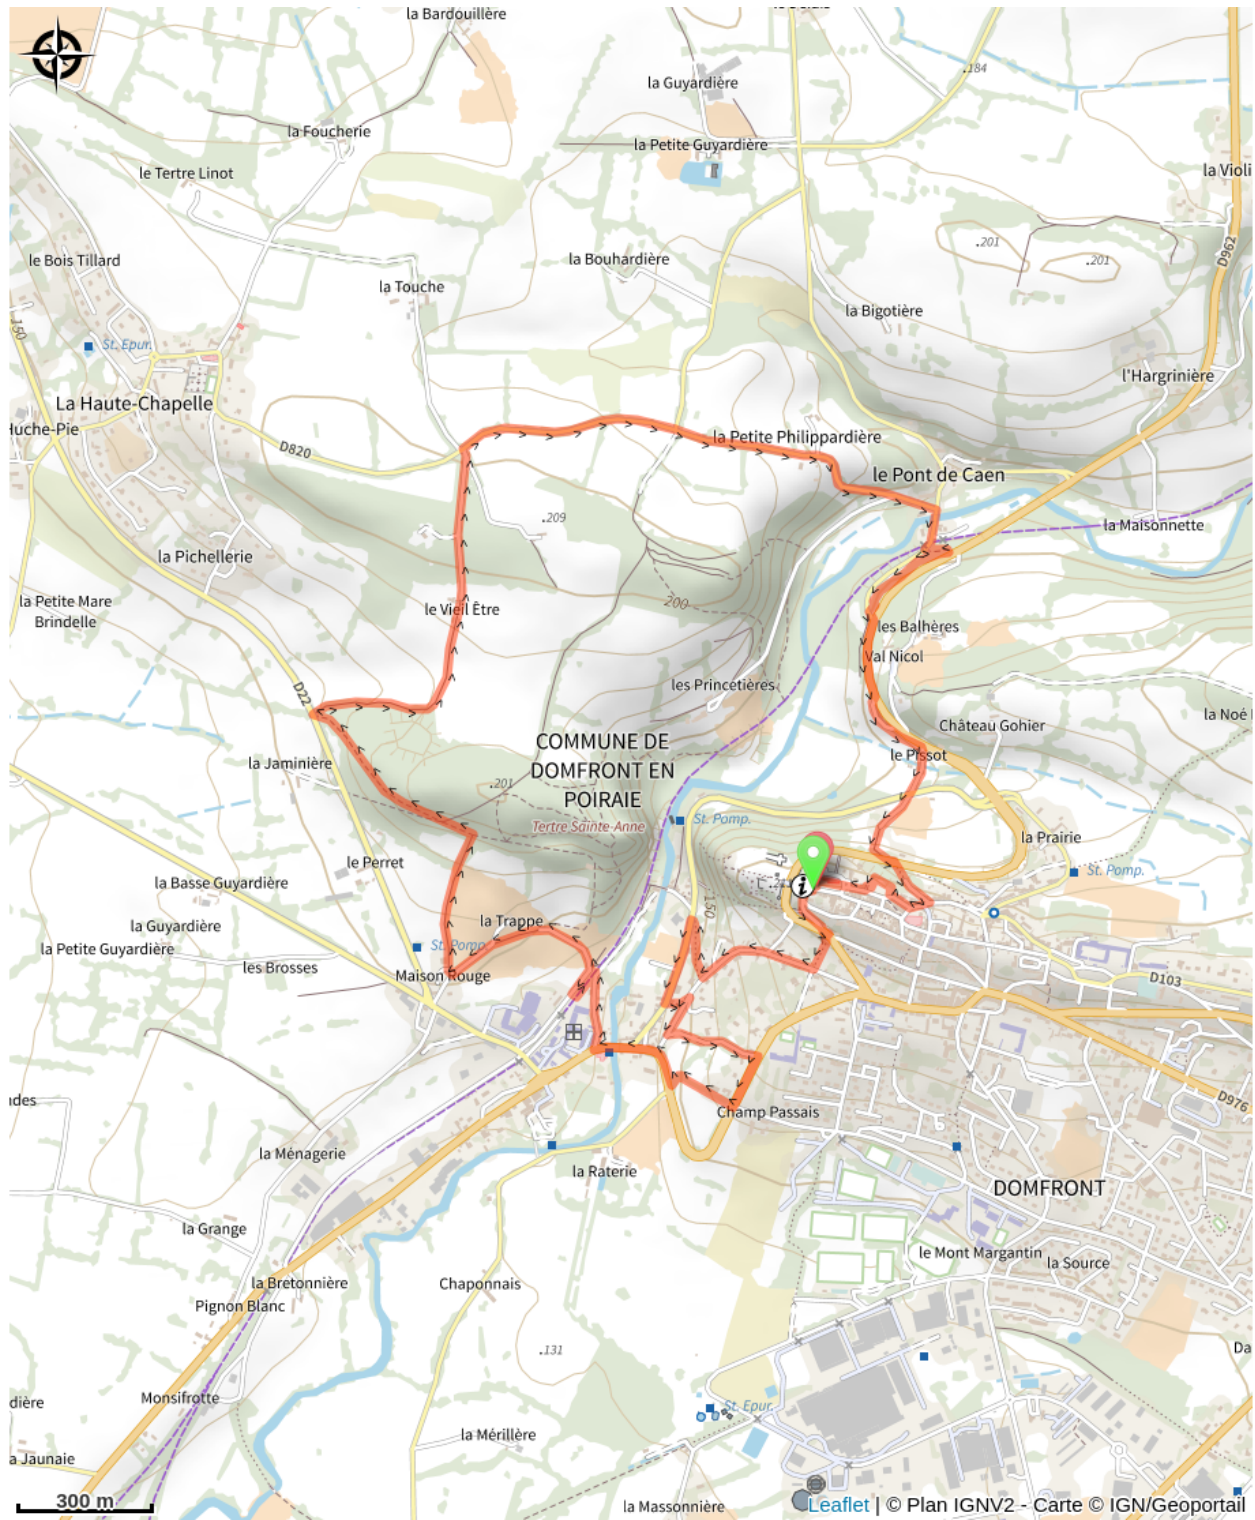 la Bardouillère
la Guyardière
.184
la Foucherie
la Petite Guyardière
le Tertre Linot
la Violi
D962
.201
.201
le Bois Tillard
la Bouhardière
la Touche
la Bigotière
150
St. Epur.
l'Hargrinière
La Haute-Chapelle
Huche-Pie
D820
la Petite Philippardière
le Pont de Caen
.209
la Maisonnette
la Pichellerie
la Petite Mare
Brindelle
le Vieil Être
200
les Balhères
Val Nicol
les Princetières
D22
la Noé
Château Gohier
COMMUNE DE
DOMFRONT EN
POIRAIE
le Pissot
la Jaminière
.201
Tertre Sainte-Anne
St. Pomp.
la Prairie
le Perret
St. Pomp.
la Basse Guyardière
i
150
la Trappe
la Guyardière
la Petite Guyardière
St. Pomp.
les Brosses
Maison Rouge
D103
D976
Champ Passais
la Ménagerie
la Raterie
DOMFRONT
la Grange
le Mont Margantin
la Source
la Bretonnière
Chaponnais
Pignon Blanc
.131
Monsifrotte
St. Epur.
la Mérillère
a Jaunaie
300 m
la Massonnière
Leaflet | © Plan IGNV2 - Carte © IGN/Geoportail